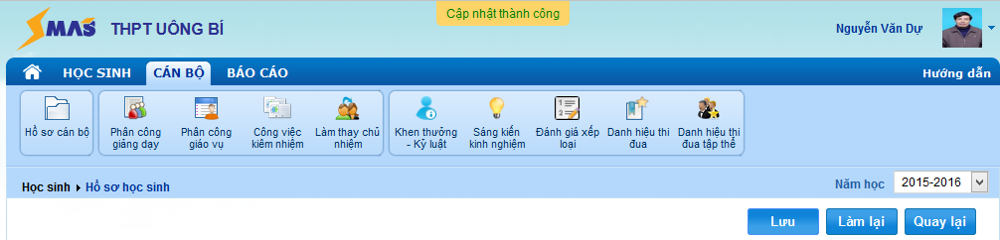 Cập nhật thành công
SMAS THPT UÔNG BÍ
Nguyễn Văn Dự
HỌC SINH CÁN BỘ BÁO CÁO Hướng dẫn
Hồ sơ cán bộ
Phân công
giảng dạy
Phân công
giáo vụ
Công việc
kiêm nhiệm
Làm thay chủ
nhiệm
Khen thưởng
- Kỷ luật
Sáng kiến
kinh nghiệm
Đánh giá xếp
loại
Danh hiệu thi
đua
Danh hiệu thi
đua tập thể
Học sinh Hồ sơ học sinh
Năm học 2015-2016
Lưu Làm lại Quay lại